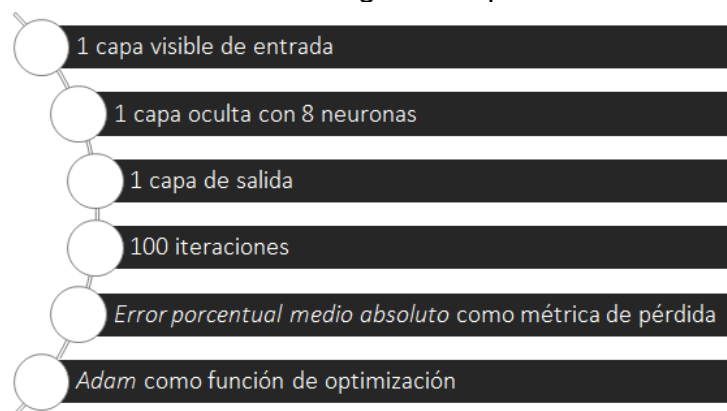 1 capa visible de entrada
1 capa oculta con 8 neuronas
1 capa de salida
100 iteraciones
Error porcentual medio absoluto como métrica de pérdida
Adam como función de optimización